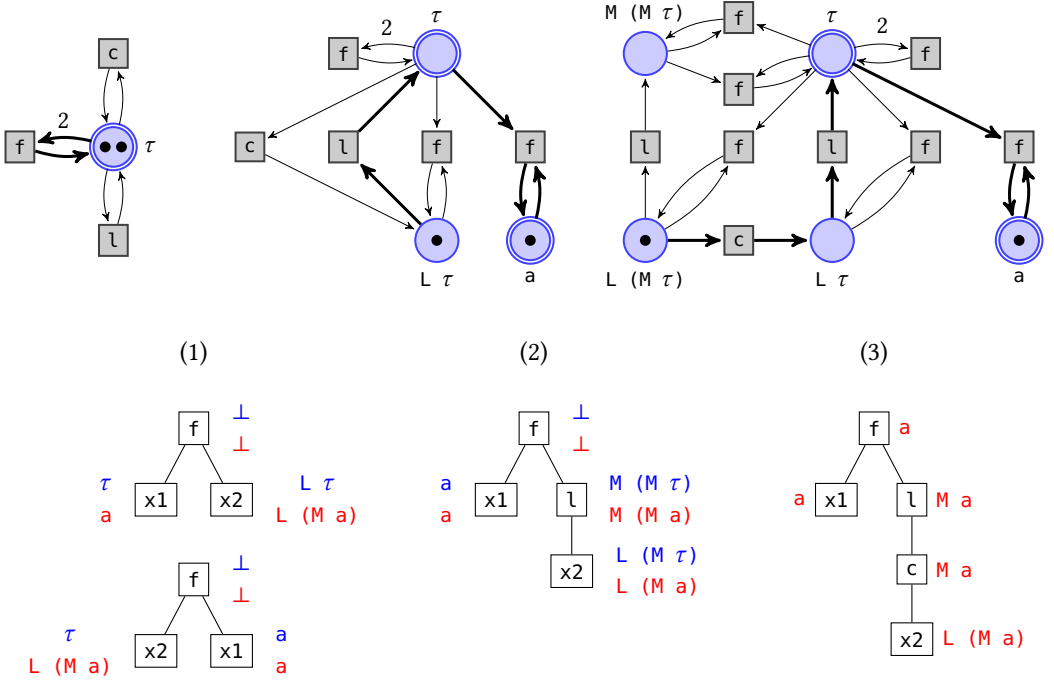 c
f
2
τ
l
τ
f
2
c
l
f
f
L τ
a
M (M τ)
f
τ
2
f
f
l
f
l
f
f
c
L (M τ)
L τ
a
(1)
(2)
(3)
f
⊥
⊥
τ
a
x1
x2
L τ
L (M a)
f
⊥
⊥
τ
L (M a)
x2
x1
a
a
f
⊥
⊥
a
a
x1
l
M (M τ)
M (M a)
x2
L (M τ)
L (M a)
f
a
a
x1
l
M a
c
M a
x2
L (M a)